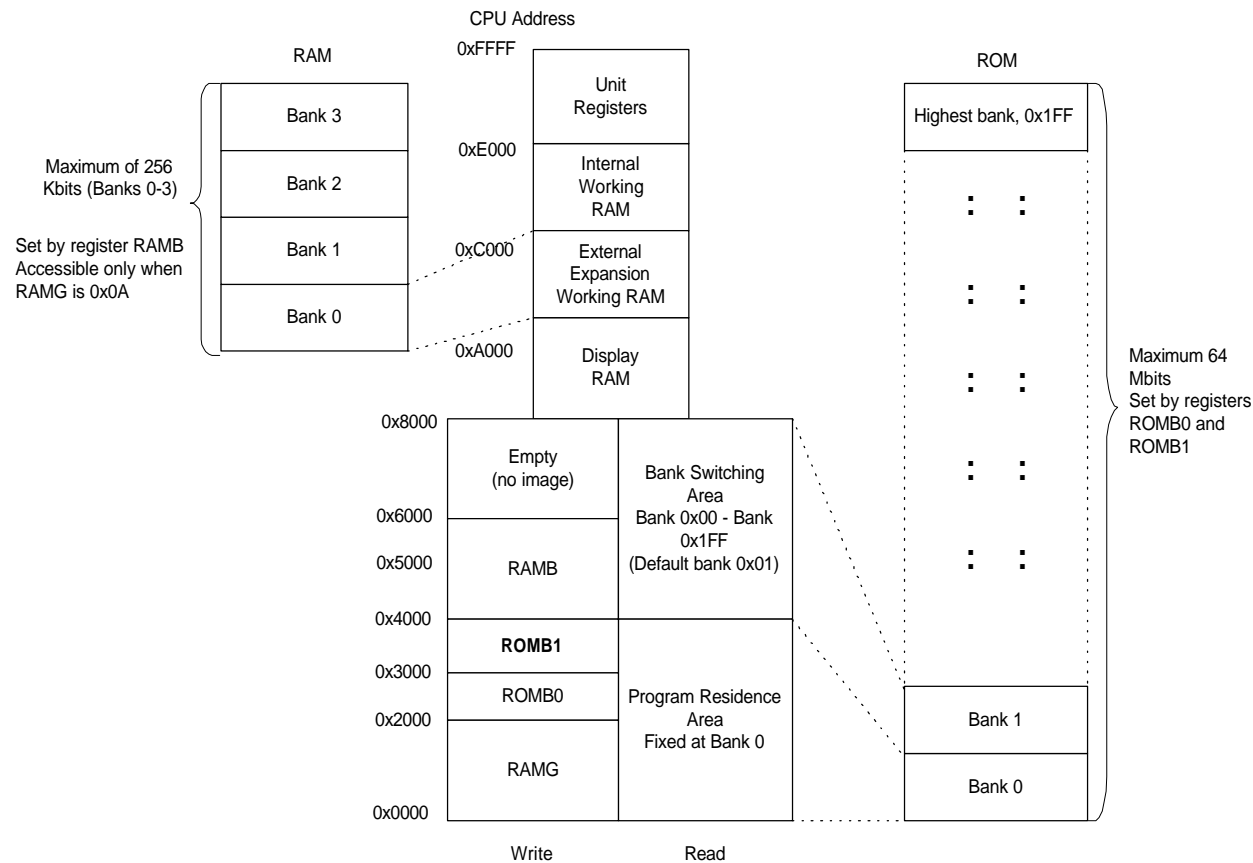 CPU Address
RAM
Bank 3
Bank 2
Bank 1
Bank 0
Maximum of 256
Kbits (Banks 0-3)
Set by register RAMB
Accessible only when
RAMG is 0x0A
0xFFFF
0xE000
0xC000
0xA000
0x8000
0x6000
0x5000
0x4000
0x3000
0x2000
0x0000
Unit
Registers
Internal
Working
RAM
External
Expansion
Working RAM
Display
RAM
Empty
(no image)
RAMB
ROMB1
ROMB0
RAMG
Write
Bank Switching
Area
Bank 0x00 - Bank
0x1FF
(Default bank 0x01)
Program Residence
Area
Fixed at Bank 0
Read
ROM
Highest bank, 0x1FF
: :
: :
: :
: :
: :
Bank 1
Bank 0
Maximum 64
Mbits
Set by registers
ROMB0 and
ROMB1